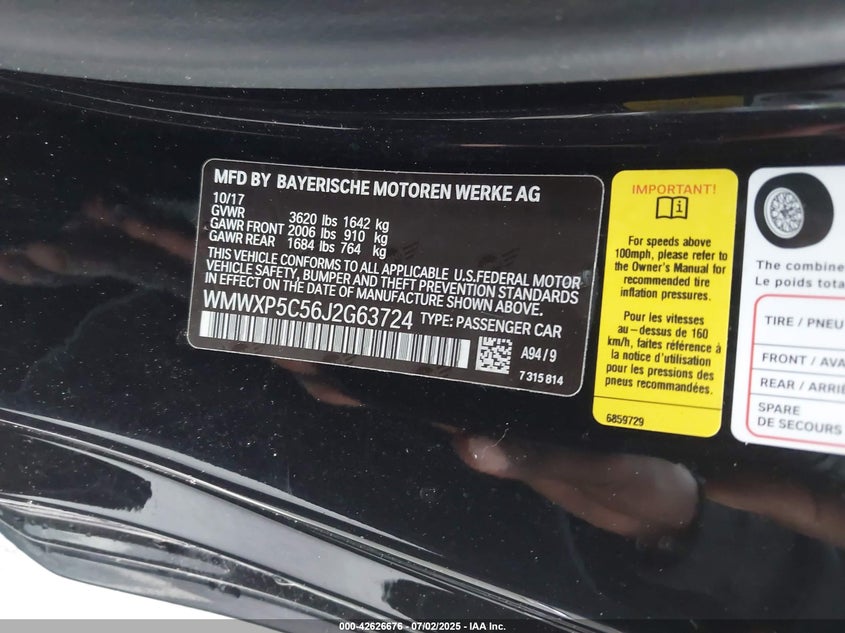 MFD BY BAYERISCHE MOTOREN WERKE AG
10/17
GVWR 3620 lbs 1642 kg
GAWR FRONT 2006 lbs 910 kg
GAWR REAR 1684 lbs 764 kg
THIS VEHICLE CONFORMS TO ALL APPLICABLE U.S.FEDERAL MOTOR
VEHICLE SAFETY, BUMPER AND THEFT PREVENTION STANDARDS
IN EFFECT ON THE DATE OF MANUFACTURE SHOWN ABOVE.
WMWXP5C56J2G63724 TYPE: PASSENGER CAR
A94/9
7315814
IMPORTANT!
For speeds above
100mph, please refer to
the Owner's Manual for
recommended tire
inflation pressures.
Pour les vitesses
au-dessus de 160
km/h, faites référence à
la notice d'utilisation
pour les pressions des
pneus recommandées.
6859729
The combine
Le poids tota
TIRE / PNEU
FRONT / AVA
REAR / ARRIÈ
SPARE
DE SECOURS
000-42626676 - 07/02/2025 - IAA Inc.